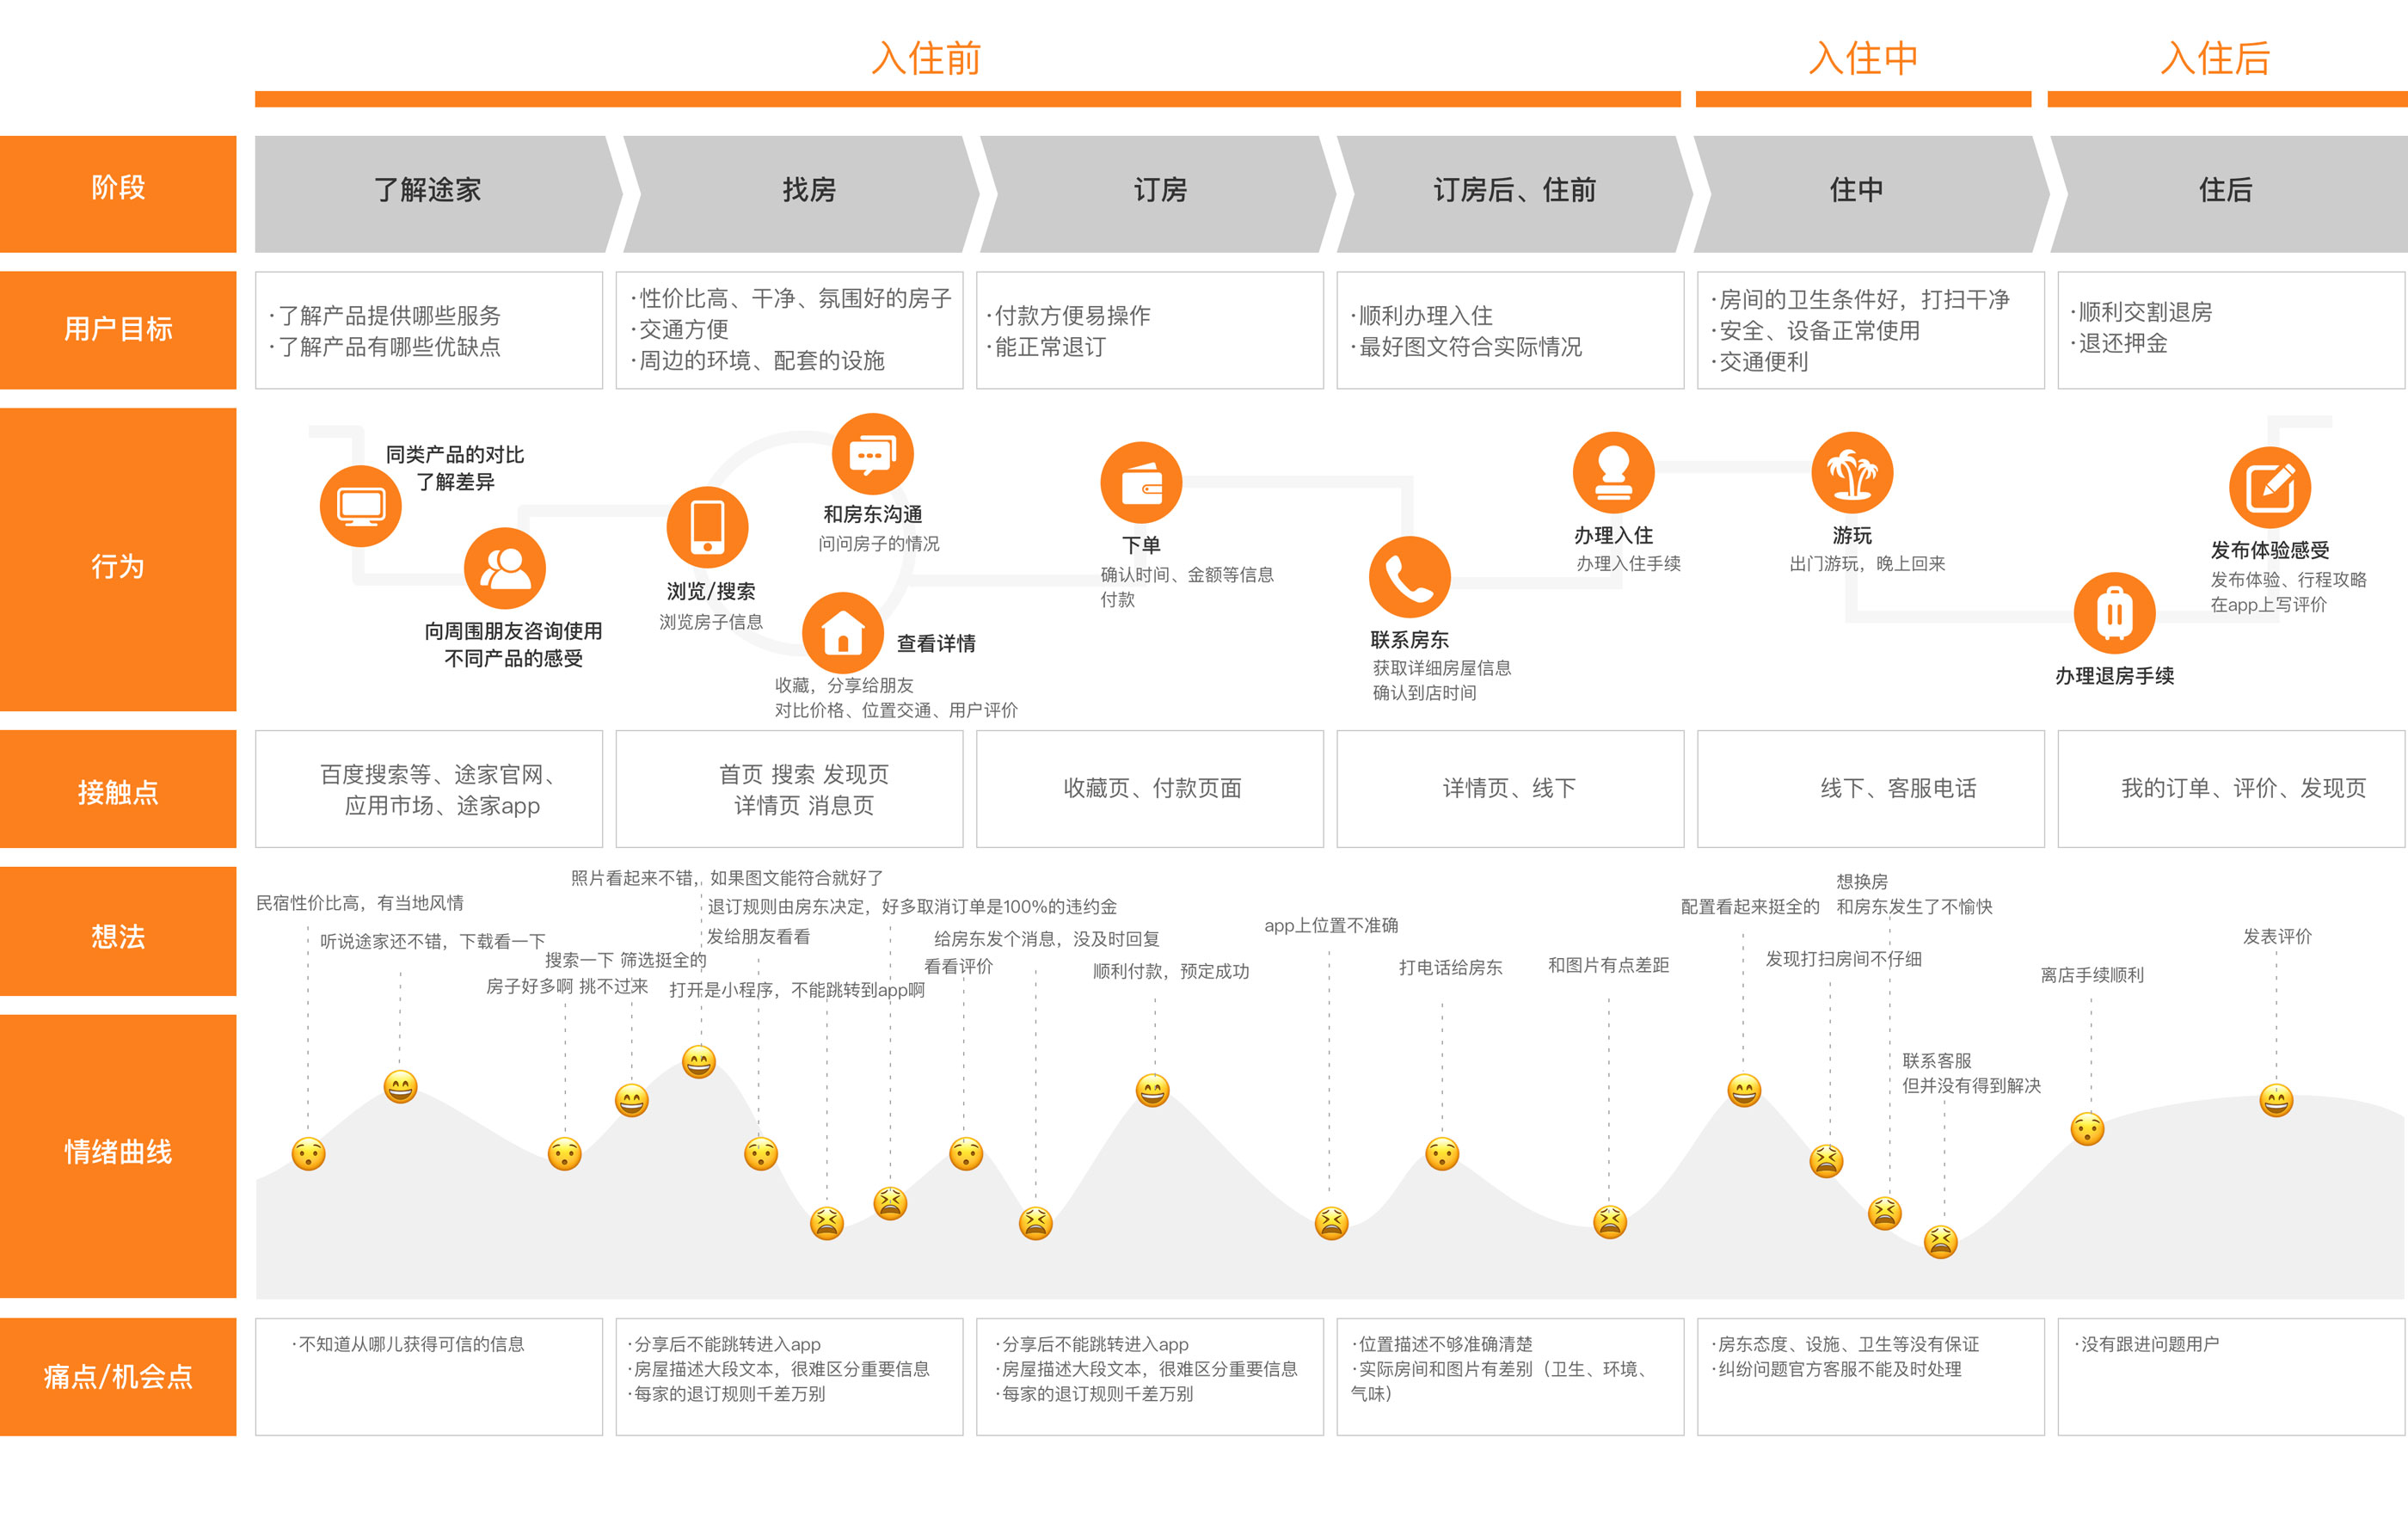 入住前
入住中
入住后
阶段
了解途家
找房
订房
订房后、住前
住中
住后
用户目标
·了解产品提供哪些服务
·了解产品有哪些优缺点
·性价比高、干净、氛围好的房子
·交通方便
·周边的环境、配套的设施
·付款方便易操作
·能正常退订
·顺利办理入住
·最好图文符合实际情况
·房间的卫生条件好，打扫干净
·安全、设备正常使用
·交通便利
·顺利交割退房
·退还押金
行为
同类产品的对比
了解差异
向周围朋友咨询使用
不同产品的感受
浏览/搜索
浏览房子信息
和房东沟通
问问房子的情况
查看详情
收藏，分享给朋友
对比价格、位置交通、用户评价
下单
确认时间、金额等信息
付款
联系房东
获取详细房屋信息
确认到店时间
办理入住
办理入住手续
游玩
出门游玩，晚上回来
办理退房手续
发布体验感受
发布体验、行程攻略
在app上写评价
接触点
百度搜索等、途家官网、
应用市场、途家app
首页 搜索 发现页
详情页 消息页
收藏页、付款页面
详情页、线下
线下、客服电话
我的订单、评价、发现页
想法
民宿性价比高，有当地风情
听说途家还不错，下载看一下
房子好多啊 挑不过来
搜索一下 筛选挺全的
照片看起来不错，如果图文能符合就好了
退订规则由房东决定，好多取消订单是100%的违约金
发给朋友看看
打开是小程序，不能跳转到app啊
给房东发个消息，没及时回复
看看评价
顺利付款，预定成功
app上位置不准确
打电话给房东
和图片有点差距
配置看起来挺全的
想换房
和房东发生了不愉快
发现打扫房间不仔细
联系客服
但并没有得到解决
离店手续顺利
发表评价
情绪曲线
痛点/机会点
·不知道从哪儿获得可信的信息
·分享后不能跳转进入app
·房屋描述大段文本，很难区分重要信息
·每家的退订规则千差万别
·分享后不能跳转进入app
·房屋描述大段文本，很难区分重要信息
·每家的退订规则千差万别
·位置描述不够准确清楚
·实际房间和图片有差别（卫生、环境、
气味）
·房东态度、设施、卫生等没有保证
·纠纷问题官方客服不能及时处理
·没有跟进问题用户